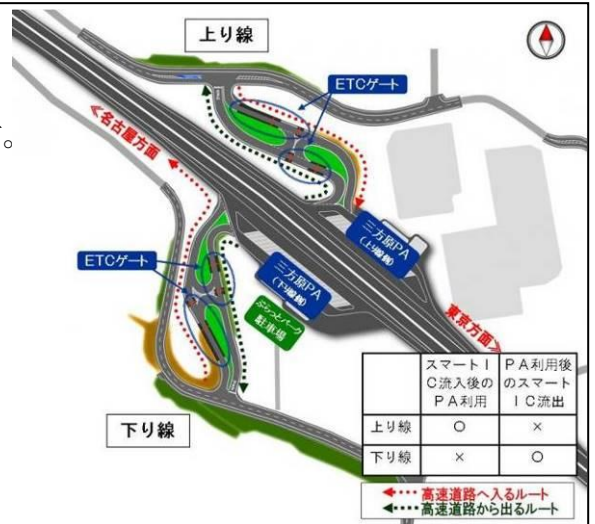 上り線
ETCゲート
。
≪名古屋方面
三方原PA
(上り線側)
ETCゲート
三方原PA
(下り線側)
ぷらっとパーク
駐車場
東京方面≫
下り線
スマートI
C流入後の
PA利用
PA利用後
のスマート
IC流出
上り線 ○ ×
下り線 × ○
高速道路へ入るルート
高速道路から出るルート